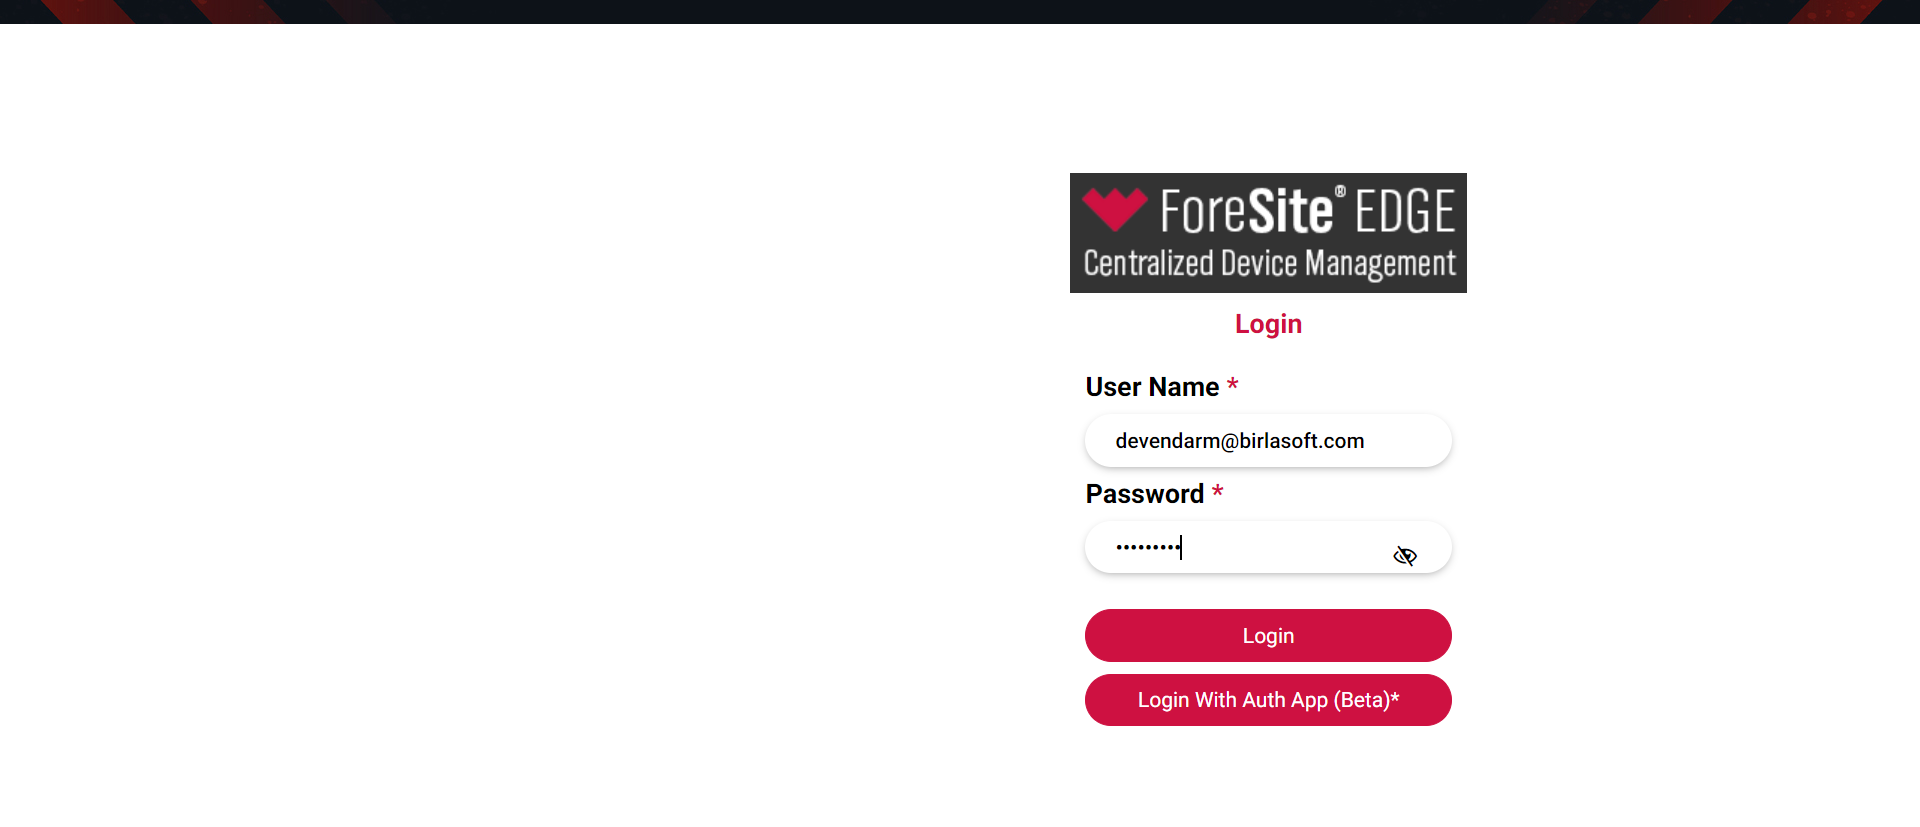 ForeSite® EDGE
Centralized Device Management
Login
User Name *
devendarm@birlasoft.com
Password *
•••••••••
Login
Login With Auth App (Beta)*